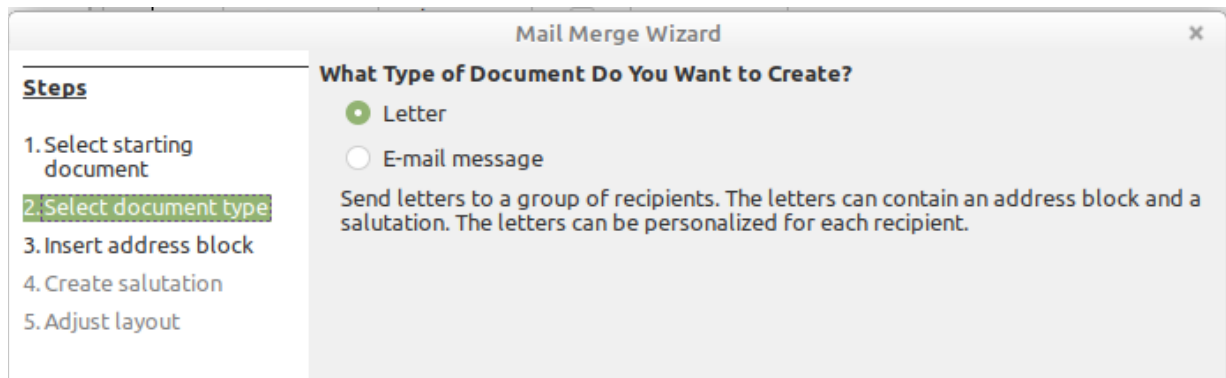 Mail Merge Wizard
Steps
1. Select starting
document
2. Select document type
3. Insert address block
4. Create salutation
5. Adjust layout
What Type of Document Do You Want to Create?
Letter
E-mail message
Send letters to a group of recipients. The letters can contain an address block and a
salutation. The letters can be personalized for each recipient.